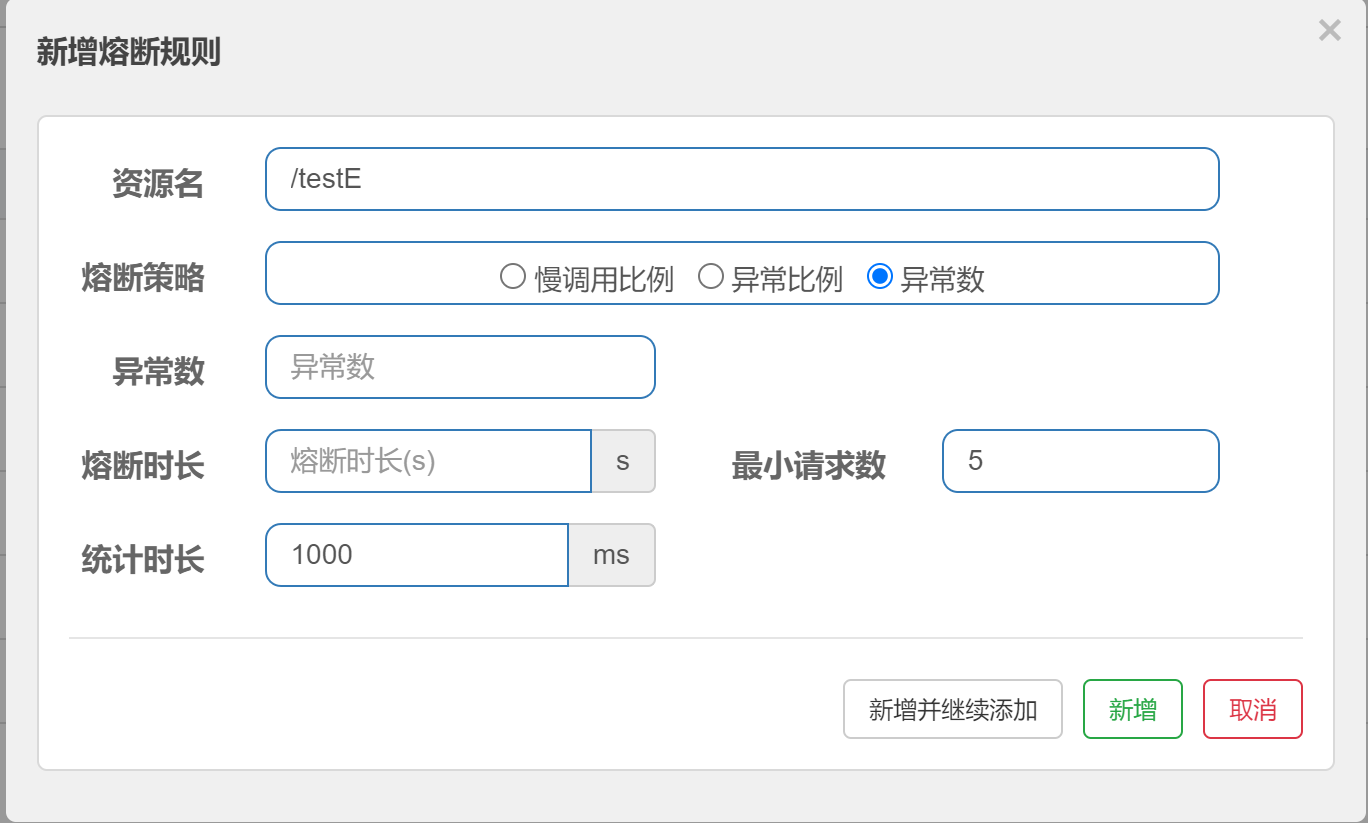 新增熔断规则
×
资源名 /testE
熔断策略 慢调用比例 异常比例 异常数
异常数 异常数
熔断时长 熔断时长(s) s 最小请求数 5
统计时长 1000 ms
新增并继续添加 新增 取消